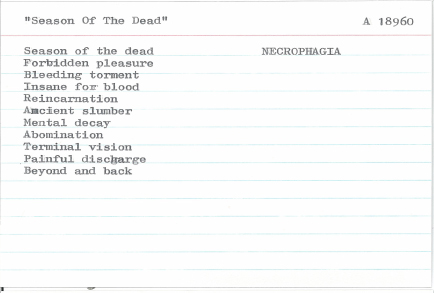 "Season Of The Dead" A 18960
Season of the dead NECROPHAGIA
Forbidden pleasure
Bleeding torment
Insane for blood
Reincarnation
Ancient slumber
Mental decay
Abomination
Terminal vision
Painful discharge
Beyond and back